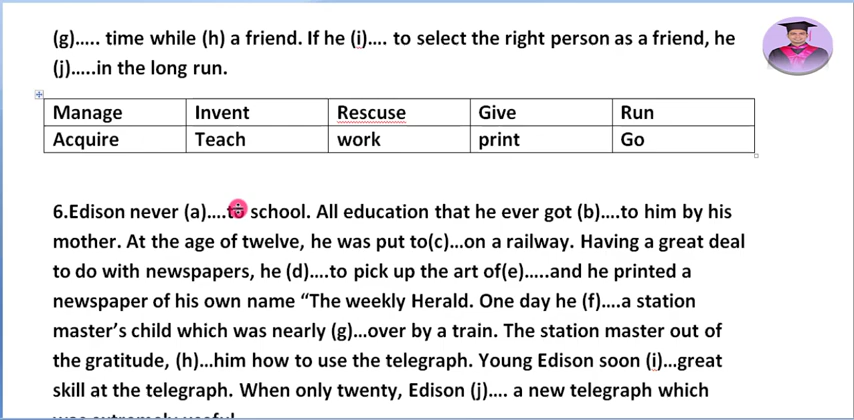 (g)..... time while (h) a friend. If he (i).... to select the right person as a friend, he
(j).....in the long run.
Manage Invent Rescuse Give Run
Acquire Teach work print Go
6.Edison never (a)....to school. All education that he ever got (b)....to him by his
mother. At the age of twelve, he was put to(c)...on a railway. Having a great deal
to do with newspapers, he (d)....to pick up the art of(e).....and he printed a
newspaper of his own name “The weekly Herald. One day he (f)....a station
master’s child which was nearly (g)...over by a train. The station master out of
the gratitude, (h)...him how to use the telegraph. Young Edison soon (i)...great
skill at the telegraph. When only twenty, Edison (j).... a new telegraph which
was extremely useful